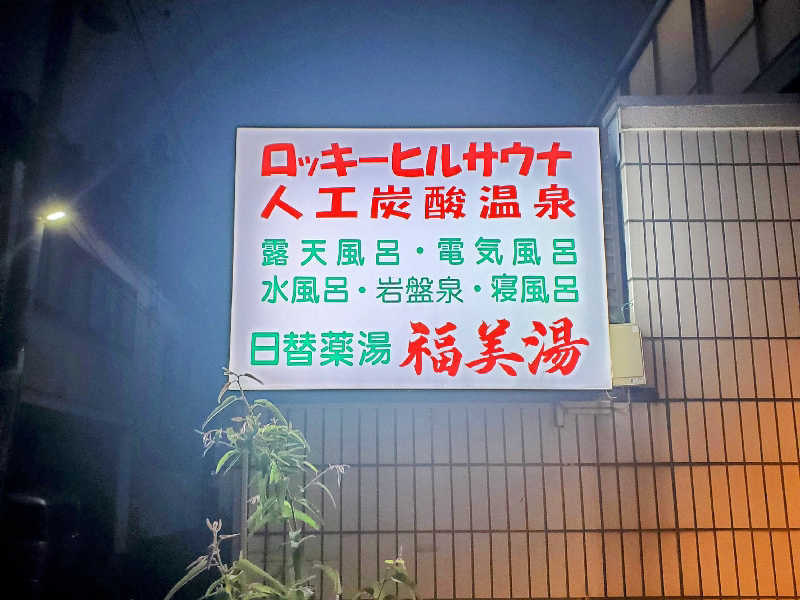 ロッキーヒルサウナ
人工炭酸温泉
露天風呂・電気風呂
水風呂・岩盤泉・寝風呂
日替薬湯 福美湯